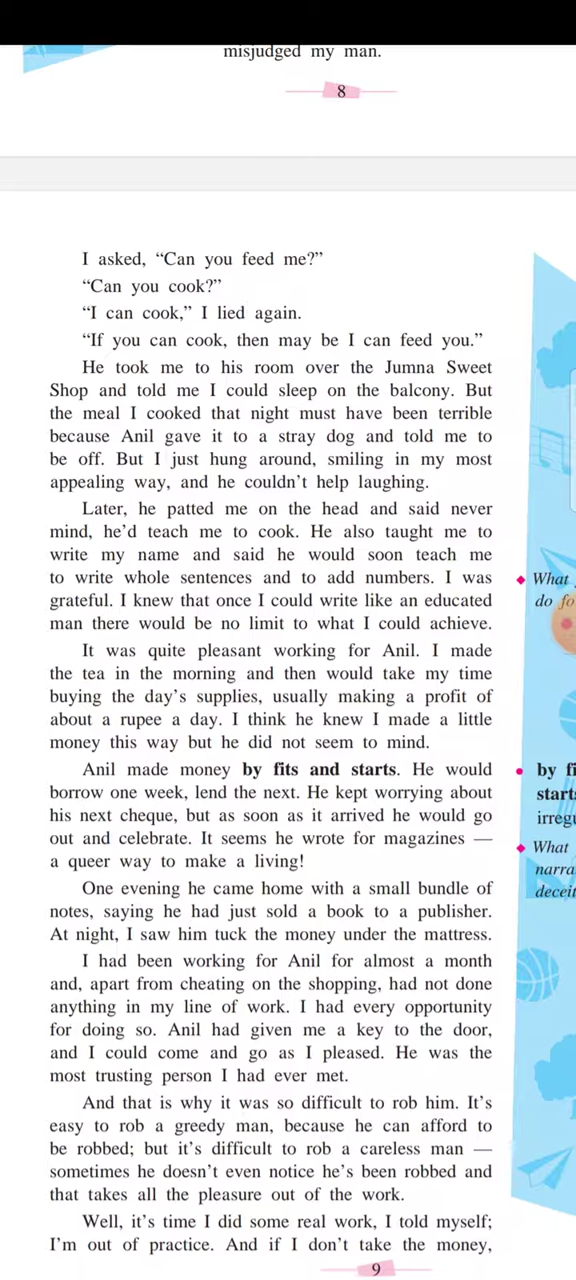 misjudged my man.
8
I asked, “Can you feed me?”
“Can you cook?”
“I can cook,” I lied again.
“If you can cook, then may be I can feed you.”
He took me to his room over the Jumna Sweet
Shop and told me I could sleep on the balcony. But
the meal I cooked that night must have been terrible
because Anil gave it to a stray dog and told me to
be off. But I just hung around, smiling in my most
appealing way, and he couldn’t help laughing.
Later, he patted me on the head and said never
mind, he’d teach me to cook. He also taught me to
write my name and said he would soon teach me
to write whole sentences and to add numbers. I was
grateful. I knew that once I could write like an educated
man there would be no limit to what I could achieve.
It was quite pleasant working for Anil. I made
the tea in the morning and then would take my time
buying the day’s supplies, usually making a profit of
about a rupee a day. I think he knew I made a little
money this way but he did not seem to mind.
Anil made money by fits and starts. He would
borrow one week, lend the next. He kept worrying about
his next cheque, but as soon as it arrived he would go
out and celebrate. It seems he wrote for magazines —
a queer way to make a living!
One evening he came home with a small bundle of
notes, saying he had just sold a book to a publisher.
At night, I saw him tuck the money under the mattress.
I had been working for Anil for almost a month
and, apart from cheating on the shopping, had not done
anything in my line of work. I had every opportunity
for doing so. Anil had given me a key to the door,
and I could come and go as I pleased. He was the
most trusting person I had ever met.
And that is why it was so difficult to rob him. It’s
easy to rob a greedy man, because he can afford to
be robbed; but it’s difficult to rob a careless man —
sometimes he doesn’t even notice he’s been robbed and
that takes all the pleasure out of the work.
Well, it’s time I did some real work, I told myself;
I’m out of practice. And if I don’t take the money,
9
What
do fo
by fi
starts
irregu
What
narra
deceit